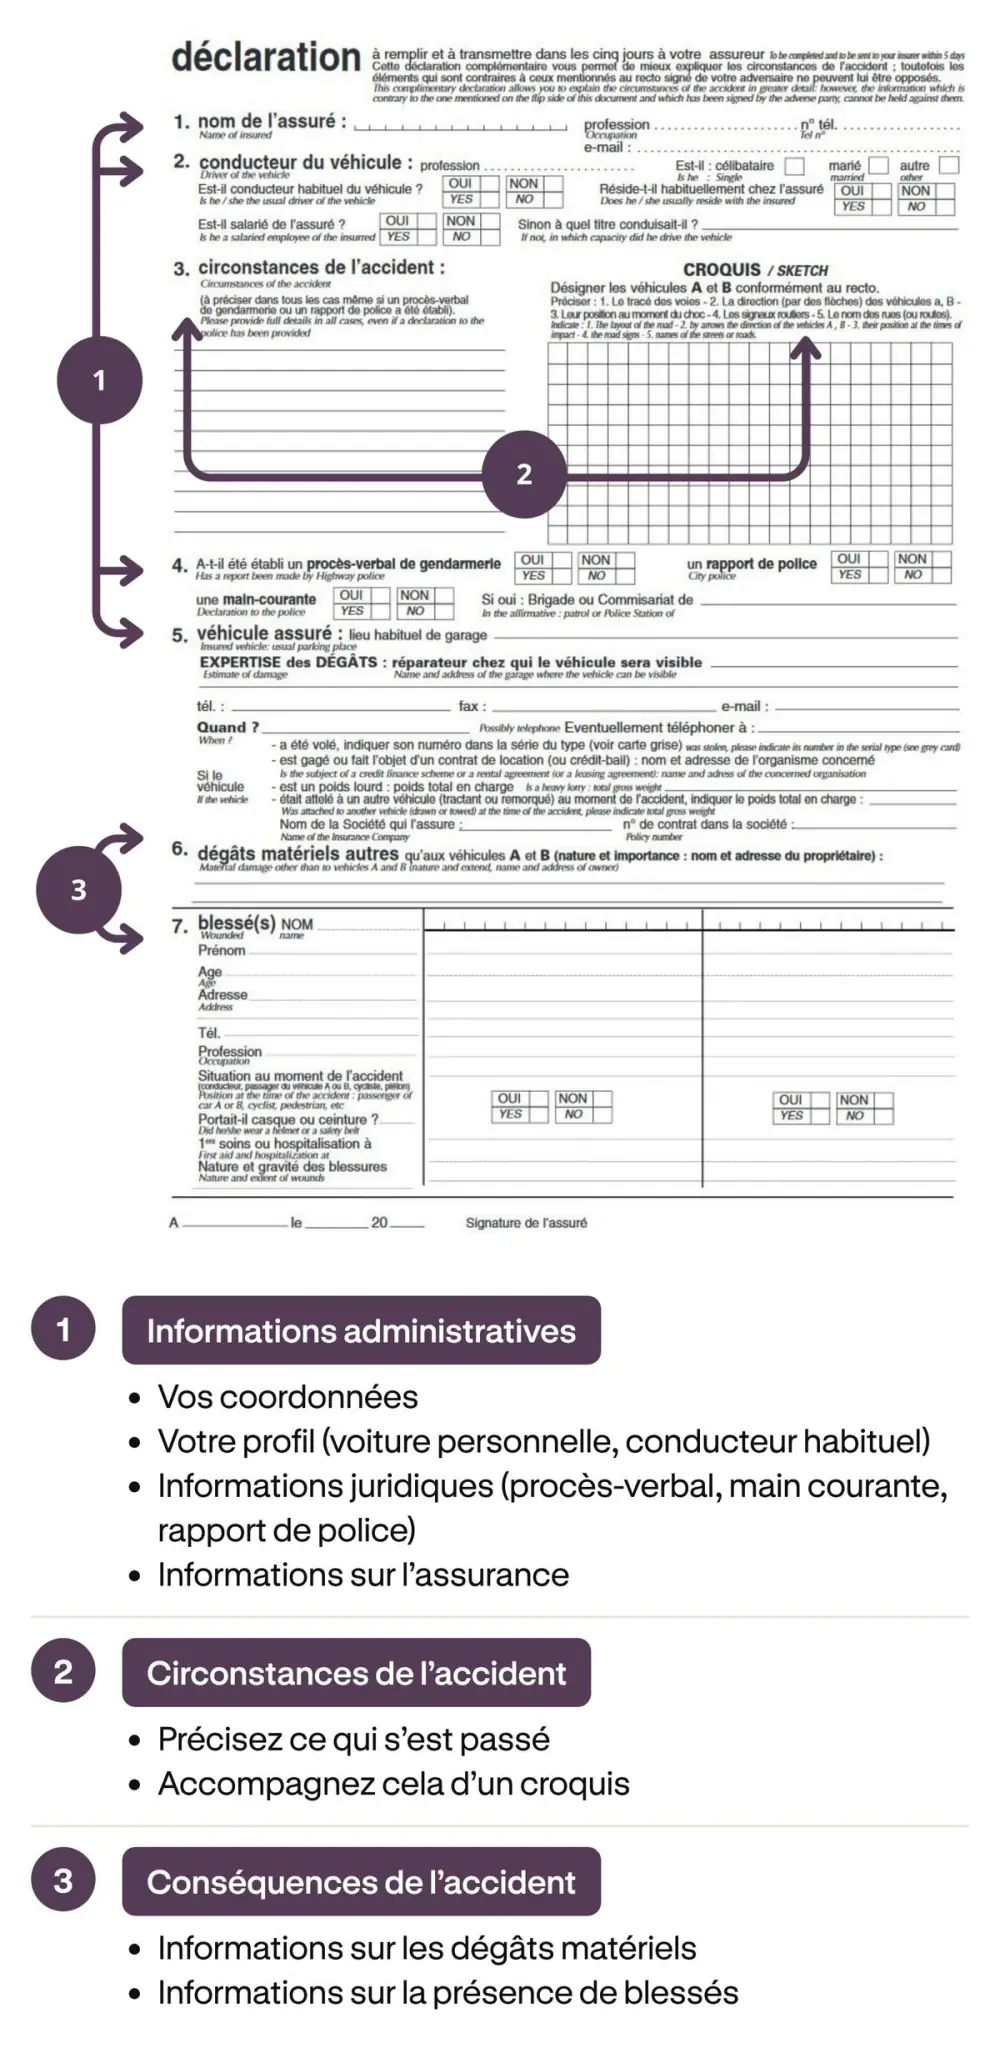 déclaration
à remplir et à transmettre dans les cinq jours à votre assureur To be completed and to be sent to your insurer within 5 days
Cette déclaration complémentaire vous permet de mieux expliquer les circonstances de l'accident ; toutefois les
éléments qui sont contraires à ceux mentionnés au recto signé de votre adversaire ne peuvent lui être opposés.
This complimentary declaration allows you to explain the circumstances of the accident in greater detail: however, the information which is
contrary to the one mentioned on the flip side of this document and which has been signed by the adverse party, cannot be held against them.
1. nom de l'assuré :
Name of insured
profession
Occupation
n° tél.
Tel n°
e-mail :
2. conducteur du véhicule : profession
Driver of the vehicle
Est-il : célibataire
Is he : Single
marié
married
autre
other
Est-il conducteur habituel du véhicule ?
Is he / she the usual driver of the vehicle
OUI NON
YES NO
Réside-t-il habituellement chez l'assuré
Does he / she usually reside with the insured
OUI NON
YES NO
Est-il salarié de l'assuré ?
Is he a salaried employee of the insurred
OUI NON
YES NO
Sinon à quel titre conduisait-il ?
If not, in which capacity did he drive the vehicle
3. circonstances de l'accident :
Circumstances of the accident
(à préciser dans tous les cas même si un procès-verbal
de gendarmerie ou un rapport de police a été établi).
Please provide full details in all cases, even if a declaration to the
police has been provided
CROQUIS / SKETCH
Désigner les véhicules A et B conformément au recto.
Préciser : 1. Le tracé des voies - 2. La direction (par des flèches) des véhicules a, B -
3. Leur position au moment du choc - 4. Les signaux routiers - 5. Le nom des rues (ou routes).
Indicate : 1. The layout of the road - 2. by arrows the direction of the vehicles A , B - 3. their position at the times of
impact - 4. the road signs - 5. names of the streets or roads.
1
2
4. A-t-il été établi un procès-verbal de gendarmerie
Has a report been made by Highway police
OUI NON
YES NO
un rapport de police
City police
OUI NON
YES NO
une main-courante
Declaration to the police
OUI NON
YES NO
Si oui : Brigade ou Commisariat de
In the affirmative : patrol or Police Station of
5. véhicule assuré : lieu habituel de garage
Insured vehicle: usual parking place
EXPERTISE des DÉGÂTS : réparateur chez qui le véhicule sera visible
Estimate of damage Name and address of the garage where the vehicle can be visible
tél. : fax : e-mail :
Quand ? Possibly telephone Eventuellement téléphoner à :
When ?
Si le
véhicule
If the vehicle
- a été volé, indiquer son numéro dans la série du type (voir carte grise) was stolen, please indicate its number in the serial type (see grey card)
- est gagé ou fait l'objet d'un contrat de location (ou crédit-bail) : nom et adresse de l'organisme concerné
Is the subject of a credit finance scheme or a rental agreement (or a leasing agreement): name and adress of the concerned organisation
- est un poids lourd : poids total en charge Is a heavy lorry : total gross weight
- était attelé à un autre véhicule (tractant ou remorqué) au moment de l'accident, indiquer le poids total en charge :
Was attached to another vehicle (drawn or towed) at the time of the accident, please indicate total gross weight
Nom de la Société qui l'assure : n° de contrat dans la société :
Name of the Insurance Company Policy number
3
6. dégâts matériels autres qu'aux véhicules A et B (nature et importance : nom et adresse du propriétaire) :
Material damage other than to vehicles A and B (nature and extend, name and address of owner)
7. blessé(s) NOM
Wounded name
Prénom
Age
Age
Adresse
Address
Tél.
Profession
Occupation
Situation au moment de l'accident
(conducteur, passager du véhicule A ou B, cycliste, piéton)
Position at the time of the accident : passenger of
car A or B, cyclist, pedestrian, etc
Portait-il casque ou ceinture ?
Did he/she wear a helmet or a safety belt
OUI NON
YES NO
OUI NON
YES NO
1ers soins ou hospitalisation à
First aid and hospitalization at
Nature et gravité des blessures
Nature and extent of wounds
A le 20 Signature de l'assuré
1 Informations administratives
• Vos coordonnées
• Votre profil (voiture personnelle, conducteur habituel)
• Informations juridiques (procès-verbal, main courante,
rapport de police)
• Informations sur l'assurance
2 Circonstances de l'accident
• Précisez ce qui s'est passé
• Accompagnez cela d'un croquis
3 Conséquences de l'accident
• Informations sur les dégâts matériels
• Informations sur la présence de blessés